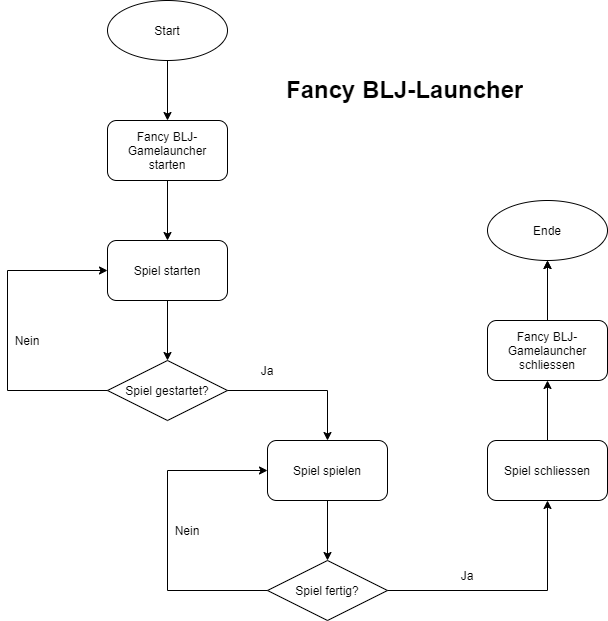 Start
Fancy BLJ-Launcher
Fancy BLJ-
Gamelauncher
starten
Spiel starten
Nein
Spiel gestartet?
Ja
Spiel spielen
Nein
Spiel fertig?
Ja
Spiel schliessen
Fancy BLJ-
Gamelauncher
schliessen
Ende